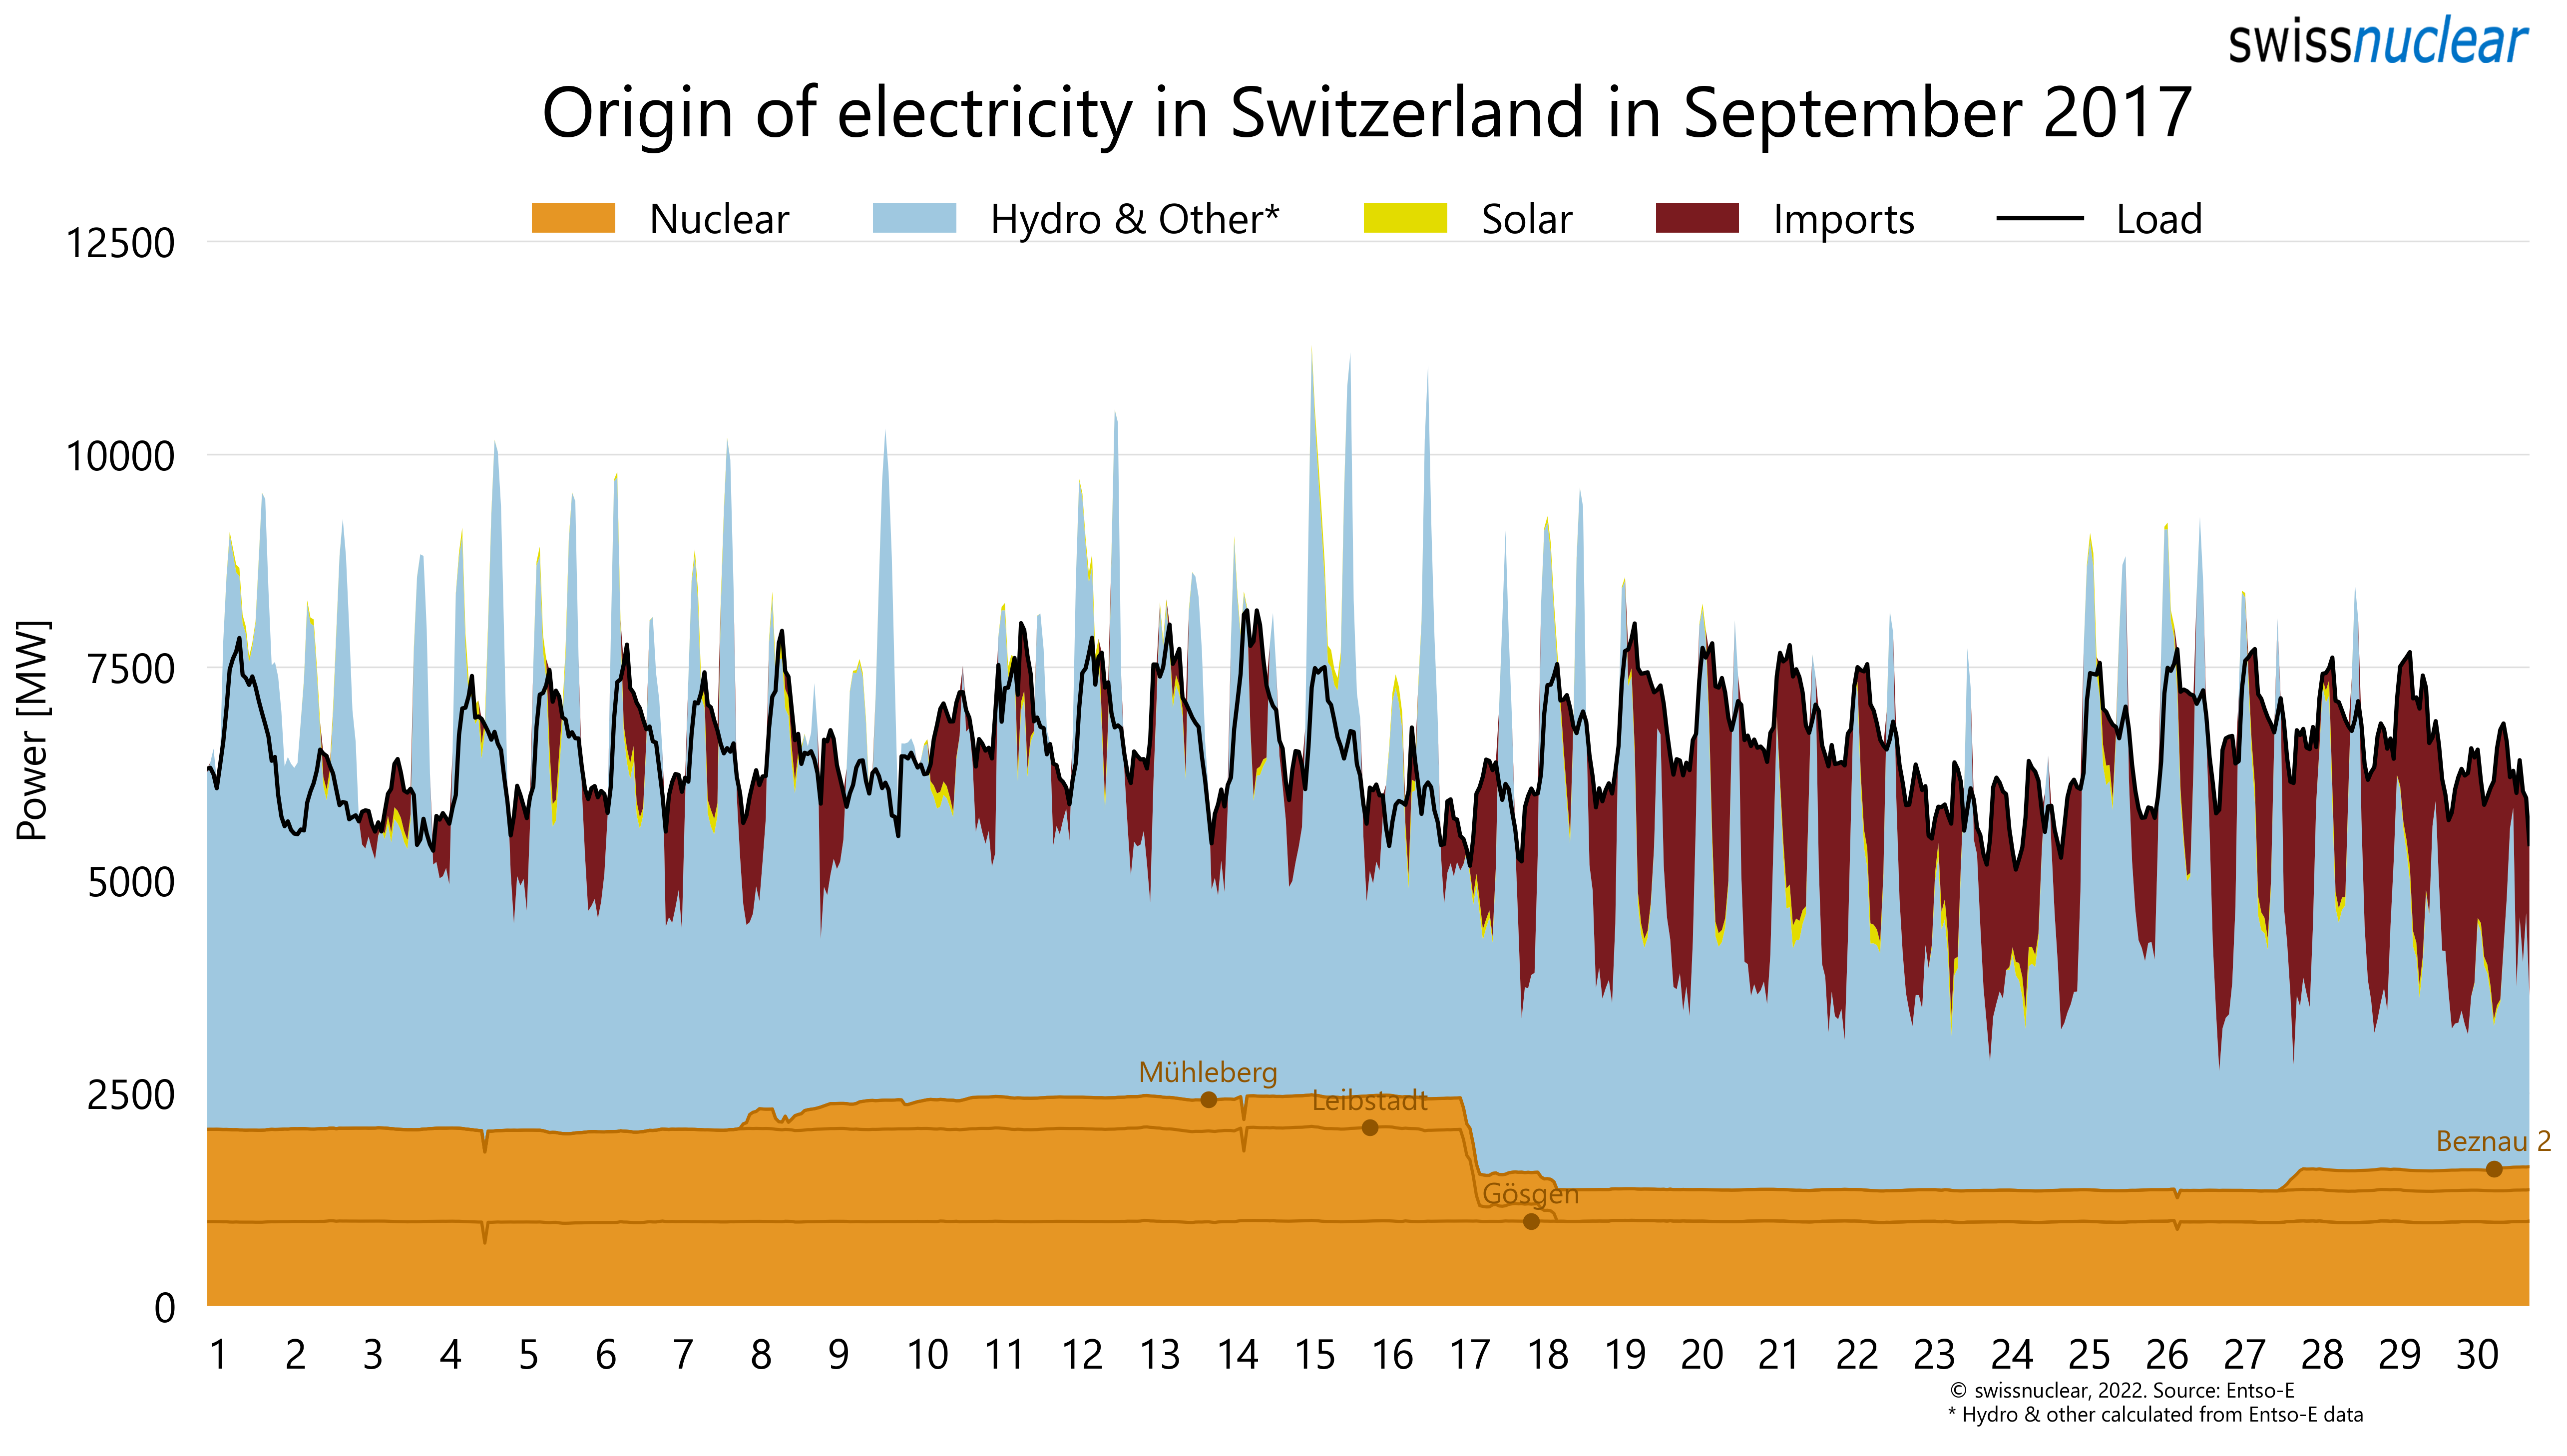 swissnuclear
Origin of electricity in Switzerland in September 2017
Nuclear Hydro & Other* Solar Imports Load
12500
10000
7500
5000
2500
0
Power [MW]
Mühleberg
Leibstadt
Beznau 2
Gösgen
1 2 3 4 5 6 7 8 9 10 11 12 13 14 15 16 17 18 19 20 21 22 23 24 25 26 27 28 29 30
© swissnuclear, 2022. Source: Entso-E
* Hydro & other calculated from Entso-E data